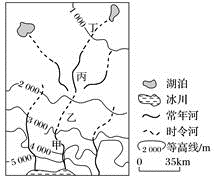 1 000
丁
丙
2 000
乙
3 000
甲
4 000
5 000
湖泊
冰川
常年河
时令河
2 000 等高线/m
0 35km